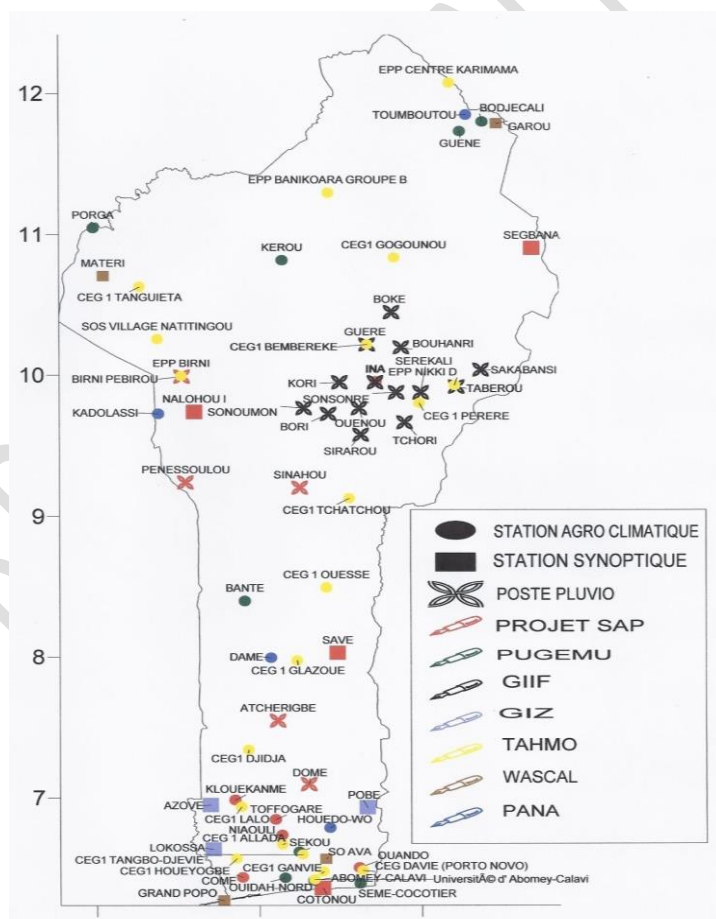 EPP CENTRE KARIMAMA
12
TOUMBOUTOU
BODJECALI
GAROU
GUENE
EPP BANIKOARA GROUPE B
PORGA
11
KEROU
CEG1 GOGOUNOU
SEGBANA
MATERI
CEG 1 TANGUIETA
BOKE
SOS VILLAGE NATITINGOU
GUERE
CEG1 BEMBEREKE
BOUHANRI
SEREKALI
EPP BIRNI
INA
EPP NIKKI D
SAKABANSI
10
BIRNI PEBIROU
KORI
SONSONRE
TABEROU
NALOHOU I
KADOLASSI
SONOUMON
CEG 1 PERERE
BORI
OUENOU
TCHORI
SIRAROU
PENESSOULOU
SINAHOU
9
CEG1 TCHATCHOU
STATION AGRO CLIMATIQUE
STATION SYNOPTIQUE
POSTE PLUVIO
PROJET SAP
PUGEMU
GIIF
GIZ
TAHMO
WASCAL
PANA
CEG 1 OUESSE
BANTE
SAVE
8
DAME
CEG 1 GLAZOUE
ATCHERIGBE
CEG1 DJIDJA
DOME
KLOUEKANME
POBE
7
AZOVE
TOFFOGARE
CEG1 LALO
HOUEDO-WO
NIAOULI
CEG 1 ALLADA
LOKOSSA
SEKOU
SO AVA
OUANDO
CEG1 TANGBO-DJEVIE
CEG1 HOUEYOGBE
CEG1 GANVIE
CEG DAVIE (PORTO NOVO)
COME
ABOMEY-CALAVI
UniversitÃ© d' Abomey-Calavi
OUIDAH-NORD
GRAND POPO
COTONOU
SEME-COCOTIER